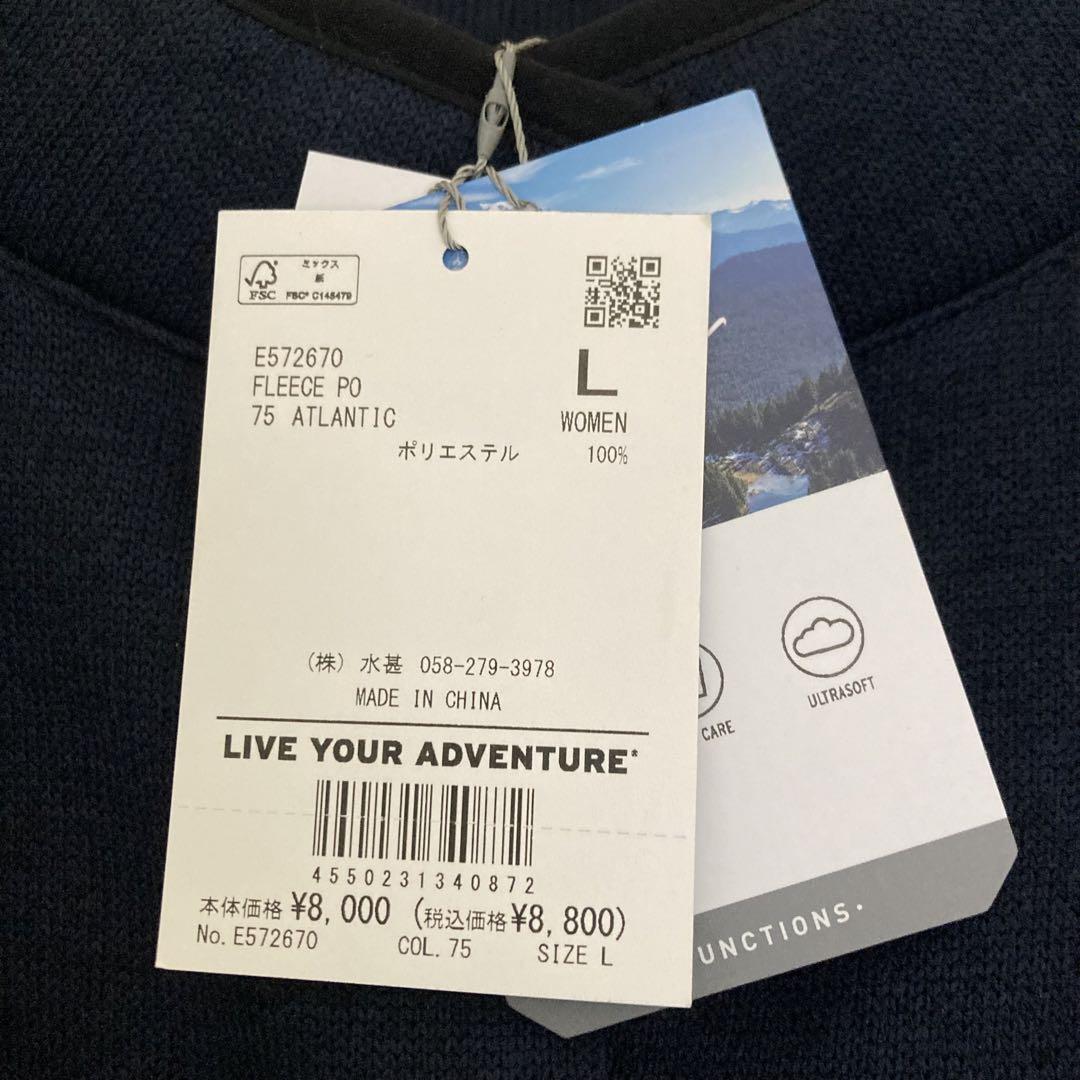 ミックス
紙
FSC
FSC® C145479
E572670
L
FLEECE PO
75 ATLANTIC
WOMEN
ポリエステル 100%
(株) 水甚 058-279-3978
MADE IN CHINA
LIVE YOUR ADVENTURE®
4550231340872
本体価格 ¥8,000 (税込価格¥8,800)
No. E572670 COL. 75 SIZE L
CARE
ULTRASOFT
UNCTIONS.